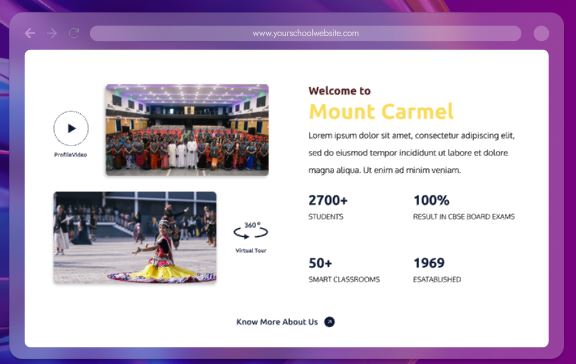 www.yourschoolwebsite.com
ProfileVideo
360°
Virtual Tour
Welcome to
Mount Carmel
Lorem ipsum dolor sit amet, consectetur adipiscing elit,
sed do eiusmod tempor incididunt ut labore et dolore
magna aliqua. Ut enim ad minim veniam.
2700+
STUDENTS
100%
RESULT IN CBSE BOARD EXAMS
50+
SMART CLASSROOMS
1969
ESATABLISHED
Know More About Us